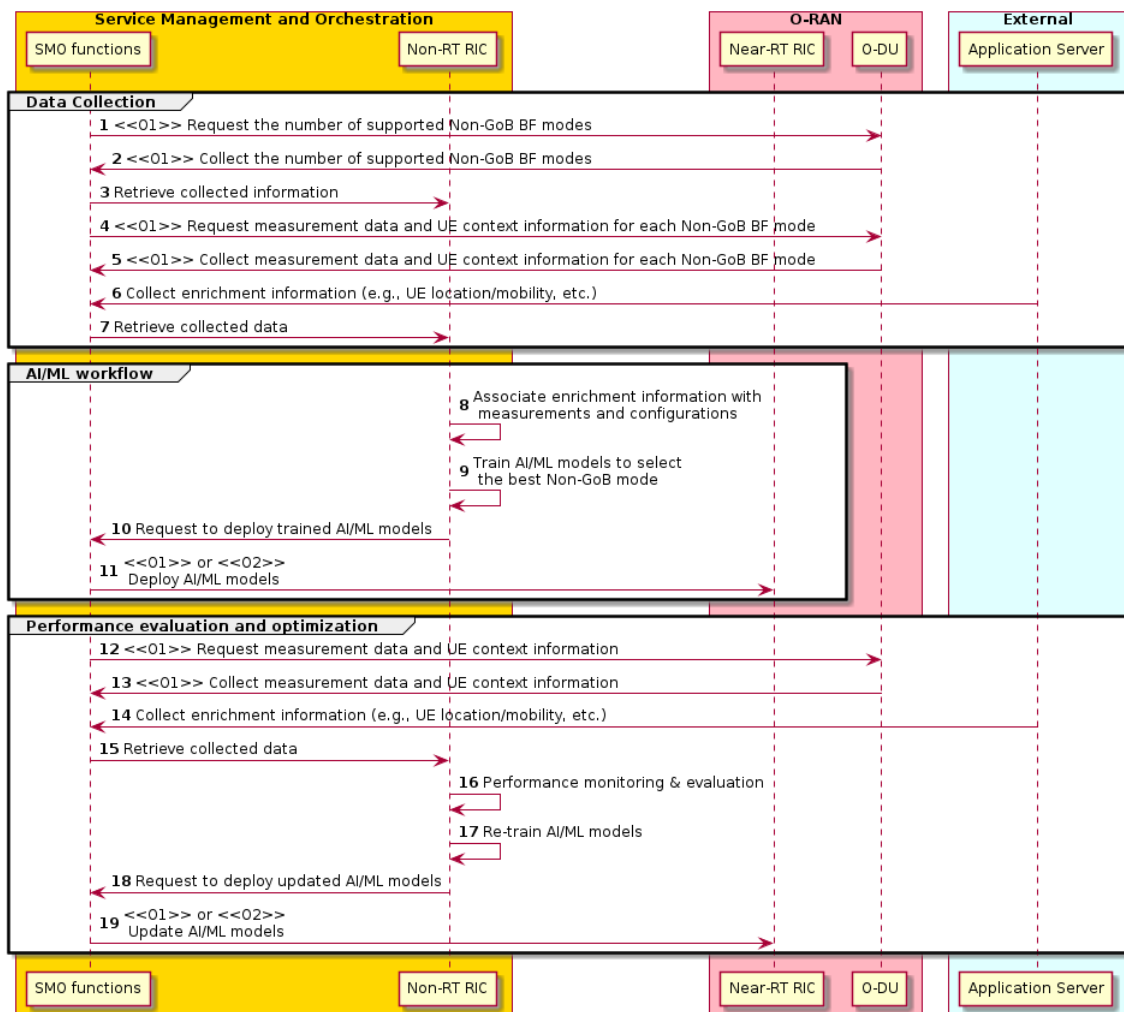 Service Management and Orchestration
O-RAN
External
SMO functions
Non-RT RIC
Near-RT RIC
O-DU
Application Server
Data Collection
1 <<O1>> Request the number of supported Non-GoB BF modes
2 <<O1>> Collect the number of supported Non-GoB BF modes
3 Retrieve collected information
4 <<O1>> Request measurement data and UE context information for each Non-GoB BF mode
5 <<O1>> Collect measurement data and UE context information for each Non-GoB BF mode
6 Collect enrichment information (e.g., UE location/mobility, etc.)
7 Retrieve collected data
AI/ML workflow
8 Associate enrichment information with
measurements and configurations
9 Train AI/ML models to select
the best Non-GoB mode
10 Request to deploy trained AI/ML models
11 <<O1>> or <<O2>>
Deploy AI/ML models
Performance evaluation and optimization
12 <<O1>> Request measurement data and UE context information
13 <<O1>> Collect measurement data and UE context information
14 Collect enrichment information (e.g., UE location/mobility, etc.)
15 Retrieve collected data
16 Performance monitoring & evaluation
17 Re-train AI/ML models
18 Request to deploy updated AI/ML models
19 <<O1>> or <<O2>>
Update AI/ML models
SMO functions
Non-RT RIC
Near-RT RIC
O-DU
Application Server